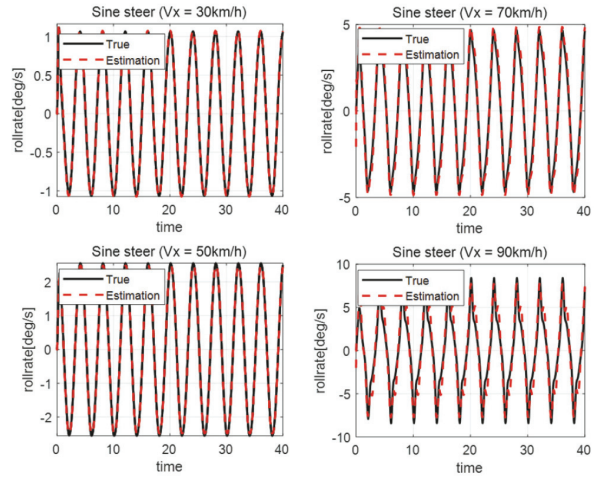 Sine steer (Vx = 30km/h)
rollrate[deg/s]
1
0.5
0
-0.5
-1
True
Estimation
0 10 20 30 40
time
Sine steer (Vx = 70km/h)
rollrate[deg/s]
5
0
-5
True
Estimation
0 10 20 30 40
time
Sine steer (Vx = 50km/h)
rollrate[deg/s]
2
1
0
-1
-2
True
Estimation
0 10 20 30 40
time
Sine steer (Vx = 90km/h)
rollrate[deg/s]
10
5
0
-5
-10
True
Estimation
0 10 20 30 40
time